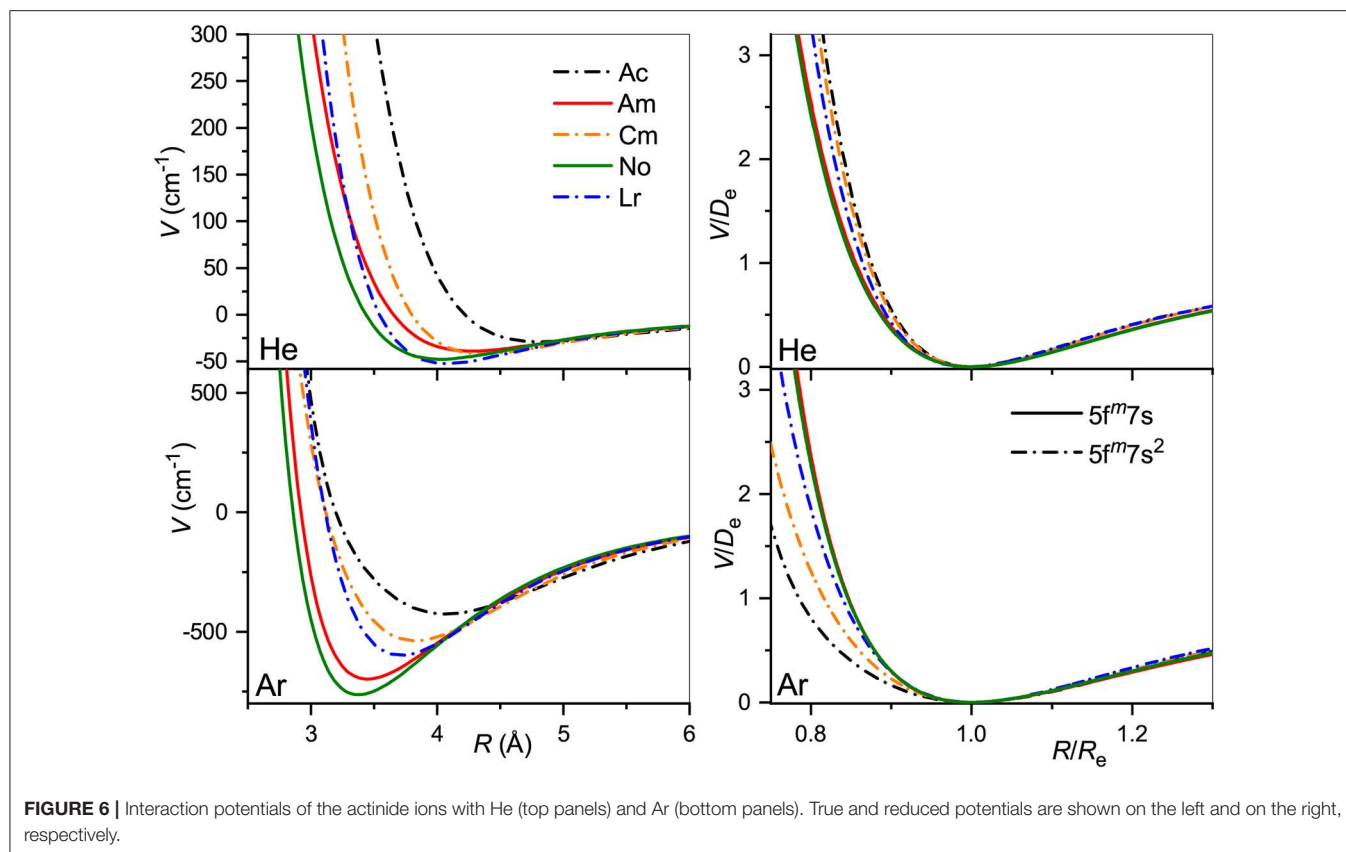 300
250
200
150
100
50
0
-50
V (cm⁻¹)
Ac
Am
Cm
No
Lr
He
3
2
1
0
V/Dₑ
He
500
0
-500
V (cm⁻¹)
Ar
3
4
5
6
R (Å)
3
2
1
0
V/Dₑ
5fᵐ7s
5fᵐ7s²
Ar
0.8
1.0
1.2
R/Rₑ
FIGURE 6 | Interaction potentials of the actinide ions with He (top panels) and Ar (bottom panels). True and reduced potentials are shown on the left and on the right,
respectively.